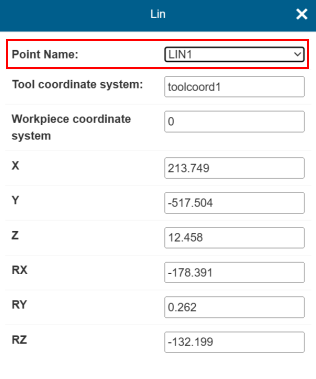 Lin
Point Name: LIN1
Tool coordinate system: toolcoord1
Workpiece coordinate
system 0
X 213.749
Y -517.504
Z 12.458
RX -178.391
RY 0.262
RZ -132.199